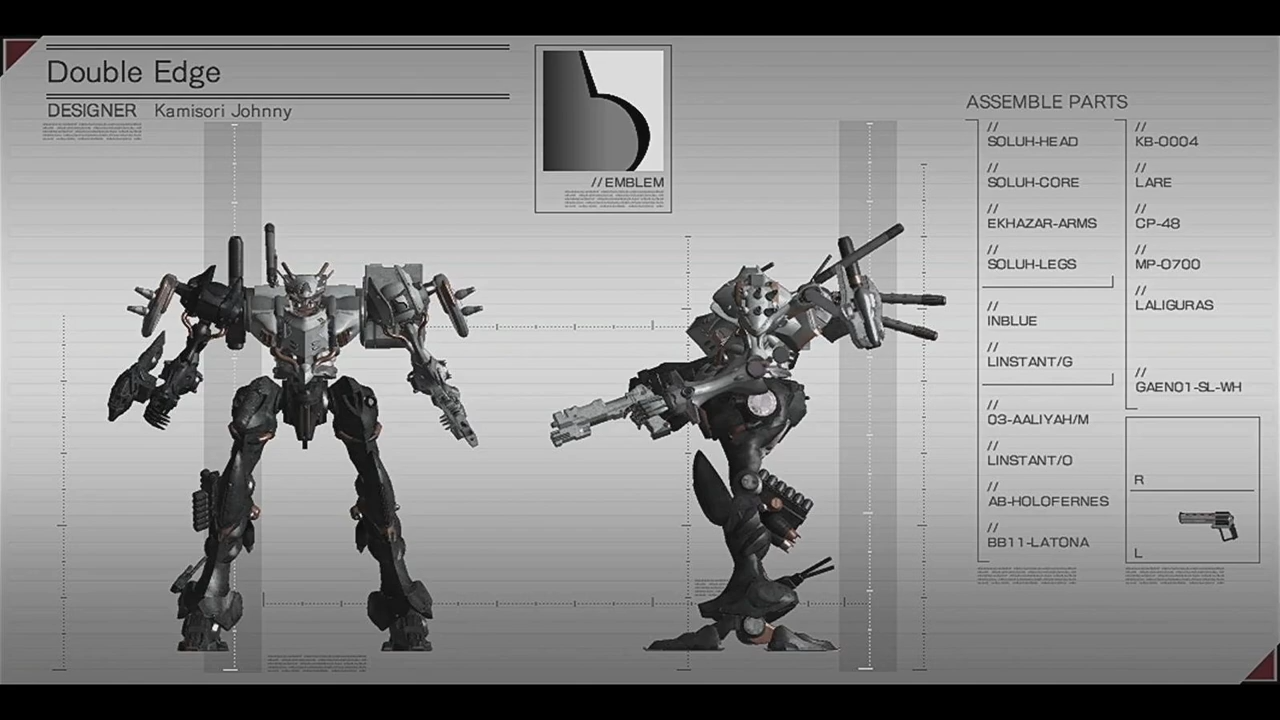 Double Edge
DESIGNER Kamisori Johnny
//EMBLEM
ASSEMBLE PARTS
//
SOLUH-HEAD
//
SOLUH-CORE
//
EKHAZAR-ARMS
//
SOLUH-LEGS
//
INBLUE
//
LINSTANT/G
//
03-AALIYAH/M
//
LINSTANT/O
//
AB-HOLOFERNES
//
BB11-LATONA
//
KB-0004
//
LARE
//
CP-48
//
MP-0700
//
LALIGURAS
//
GAEN01-SL-WH
R
L